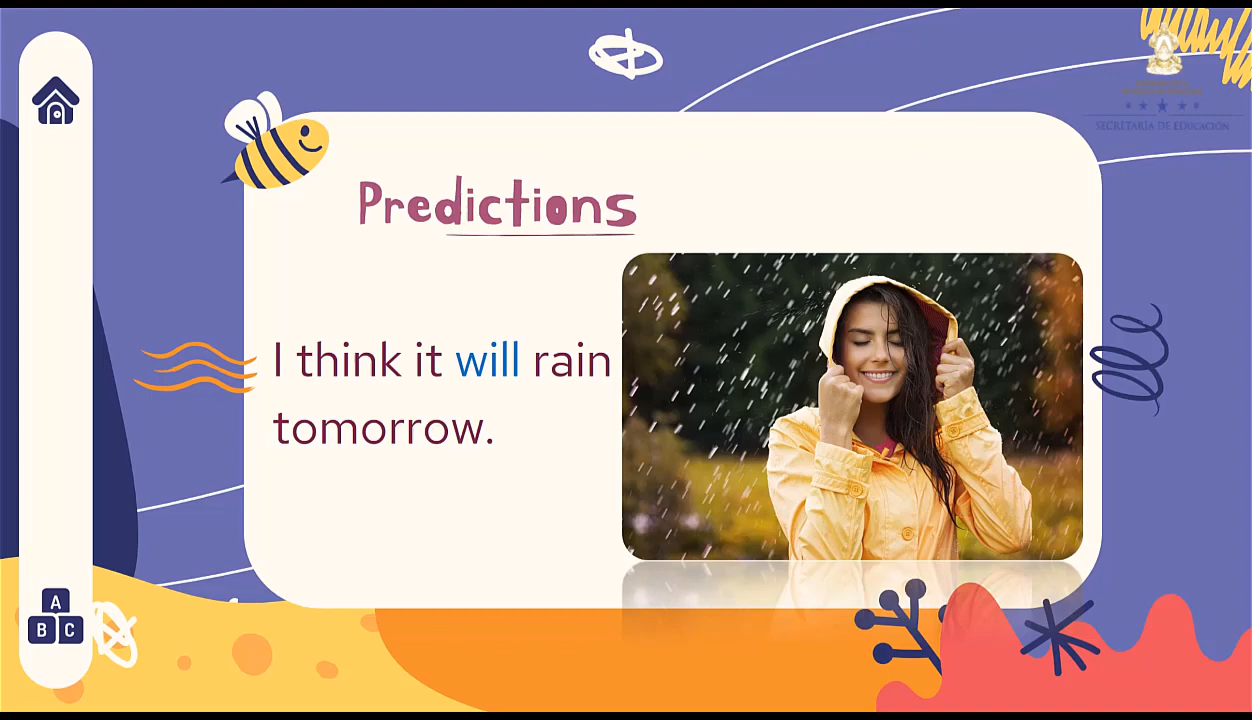 Predictions
I think it will rain
tomorrow.
SECRETARÍA DE EDUCACIÓN
A
B C